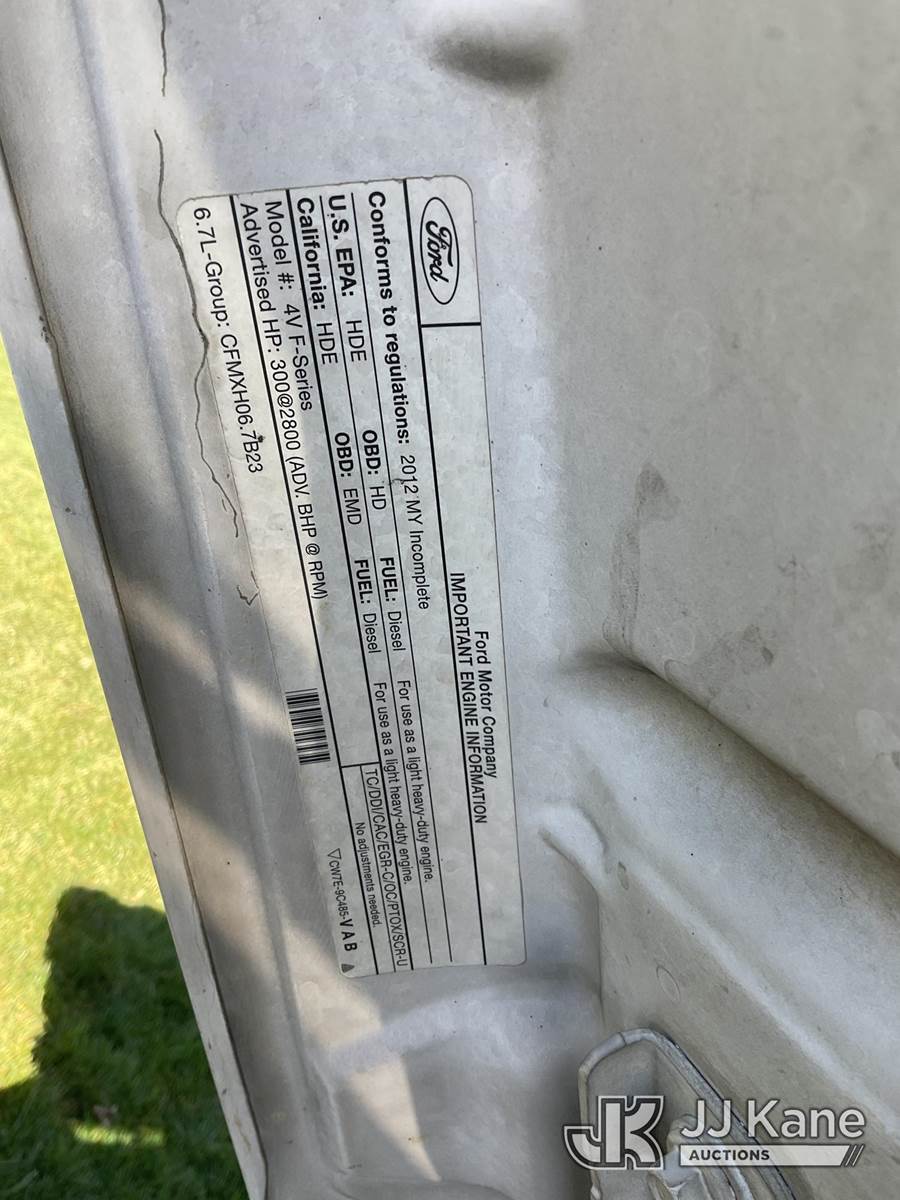 Ford
Ford Motor Company
IMPORTANT ENGINE INFORMATION
Conforms to regulations: 2012 MY Incomplete
For use as a light heavy-duty engine.
U.S. EPA: HDE OBD: HD FUEL: Diesel For use as a light heavy-duty engine.
California: HDE OBD: EMD FUEL: Diesel TC/DDI/CAC/EGR-C/OC/PTOX/SCR-U
Model #: 4V F-Series No adjustments needed.
Advertised HP: 300@2800 (ADV. BHP @ RPM)
6.7L-Group: CFMXH06.7B23
CW7E-9C485-V A B
JK JJ Kane
AUCTIONS